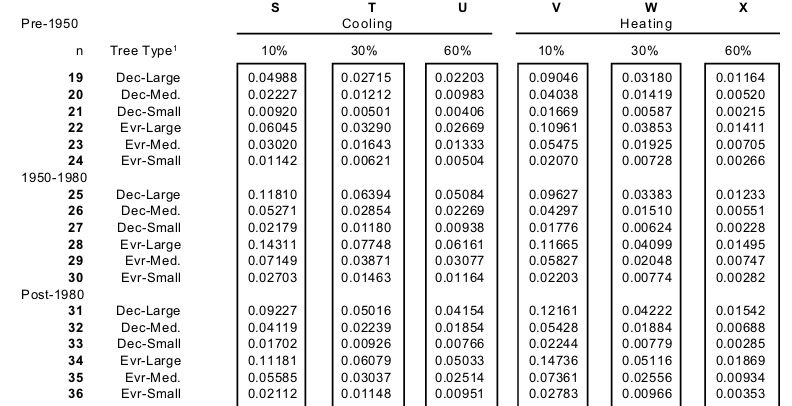 S T U V W X
Pre-1950 Cooling Heating
n Tree Type¹ 10% 30% 60% 10% 30% 60%
19 Dec-Large 0.04988 0.02715 0.02203 0.09046 0.03180 0.01164
20 Dec-Med. 0.02227 0.01212 0.00983 0.04038 0.01419 0.00520
21 Dec-Small 0.00920 0.00501 0.00406 0.01669 0.00587 0.00215
22 Evr-Large 0.06045 0.03290 0.02669 0.10961 0.03853 0.01411
23 Evr-Med. 0.03020 0.01643 0.01333 0.05475 0.01925 0.00705
24 Evr-Small 0.01142 0.00621 0.00504 0.02070 0.00728 0.00266
1950-1980
25 Dec-Large 0.11810 0.06394 0.05084 0.09627 0.03383 0.01233
26 Dec-Med. 0.05271 0.02854 0.02269 0.04297 0.01510 0.00551
27 Dec-Small 0.02179 0.01180 0.00938 0.01776 0.00624 0.00228
28 Evr-Large 0.14311 0.07748 0.06161 0.11665 0.04099 0.01495
29 Evr-Med. 0.07149 0.03871 0.03077 0.05827 0.02048 0.00747
30 Evr-Small 0.02703 0.01463 0.01164 0.02203 0.00774 0.00282
Post-1980
31 Dec-Large 0.09227 0.05016 0.04154 0.12161 0.04222 0.01542
32 Dec-Med. 0.04119 0.02239 0.01854 0.05428 0.01884 0.00688
33 Dec-Small 0.01702 0.00926 0.00766 0.02244 0.00779 0.00285
34 Evr-Large 0.11181 0.06079 0.05033 0.14736 0.05116 0.01869
35 Evr-Med. 0.05585 0.03037 0.02514 0.07361 0.02556 0.00934
36 Evr-Small 0.02112 0.01148 0.00951 0.02783 0.00966 0.00353